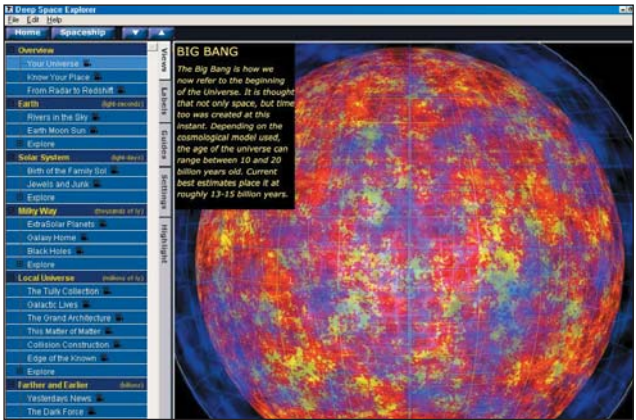 Deep Space Explorer
File Edit Help
Home Spaceship
Overview
Your Universe
Know Your Place
From Radar to Redshift
Earth (light-seconds)
Rivers in the Sky
Earth Moon Sun
Explore
Solar System (light-days)
Birth of the Family Sol
Jewels and Junk
Explore
Milky Way (thousands of ly)
ExtraSolar Planets
Galaxy Home
Black Holes
Explore
Local Universe (millions of ly)
The Tully Collection
Galactic Lives
The Grand Architecture
This Matter of Matter
Collision Construction
Edge of the Known
Explore
Farther and Earlier (billions)
Yesterdays News
The Dark Force
Views
Labels
Guides
Settings
Highlight
BIG BANG
The Big Bang is how we
now refer to the beginning
of the Universe. It is thought
that not only space, but time
too was created at this
instant. Depending on the
cosmological model used,
the age of the universe can
range between 10 and 20
billion years old. Current
best estimates place it at
roughly 13-15 billion years.